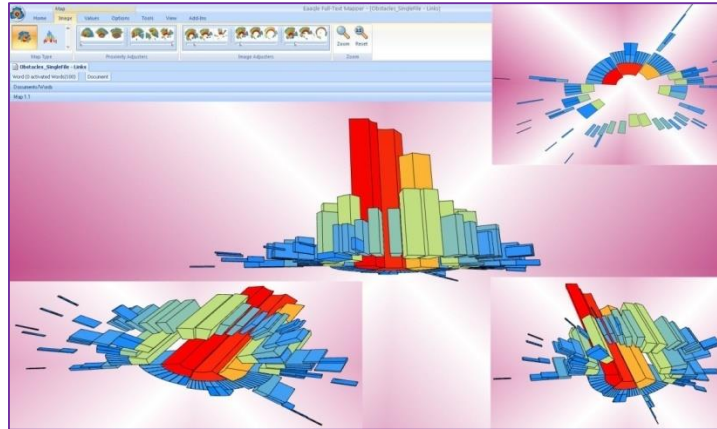 Map
Full-Text Mapper - [Obstacles_SingleFile - Links]
Home Image Values Options Tools View Add-Ins
Zoom Reset
Map Type Proximity Adjusters Image Adjusters Zoom
Obstacles_SingleFile - Links
Document
Documents/Words
Map 1.1